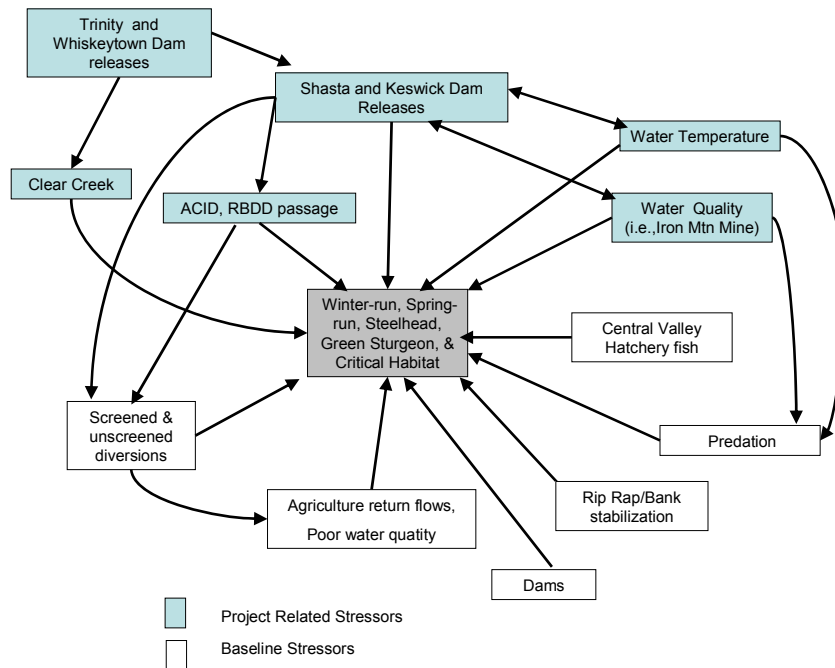 Trinity and
Whiskeytown Dam
releases
Shasta and Keswick Dam
Releases
Water Temperature
Clear Creek
ACID, RBDD passage
Water Quality
(i.e.,Iron Mtn Mine)
Winter-run, Spring-
run, Steelhead,
Green Sturgeon, &
Critical Habitat
Central Valley
Hatchery fish
Screened &
unscreened
diversions
Predation
Agriculture return flows,
Poor water qutity
Rip Rap/Bank
stabilization
Dams
Project Related Stressors
Baseline Stressors